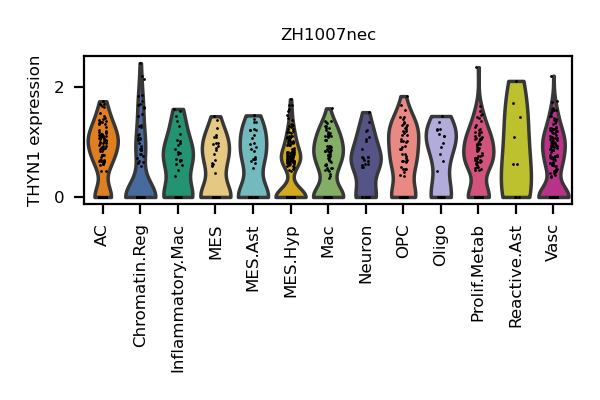 ZH1007nec
THYN1 expression
2
0
AC
Chromatin.Reg
Inflammatory.Mac
MES
MES.Ast
MES.Hyp
Mac
Neuron
OPC
Oligo
Prolif.Metab
Reactive.Ast
Vasc